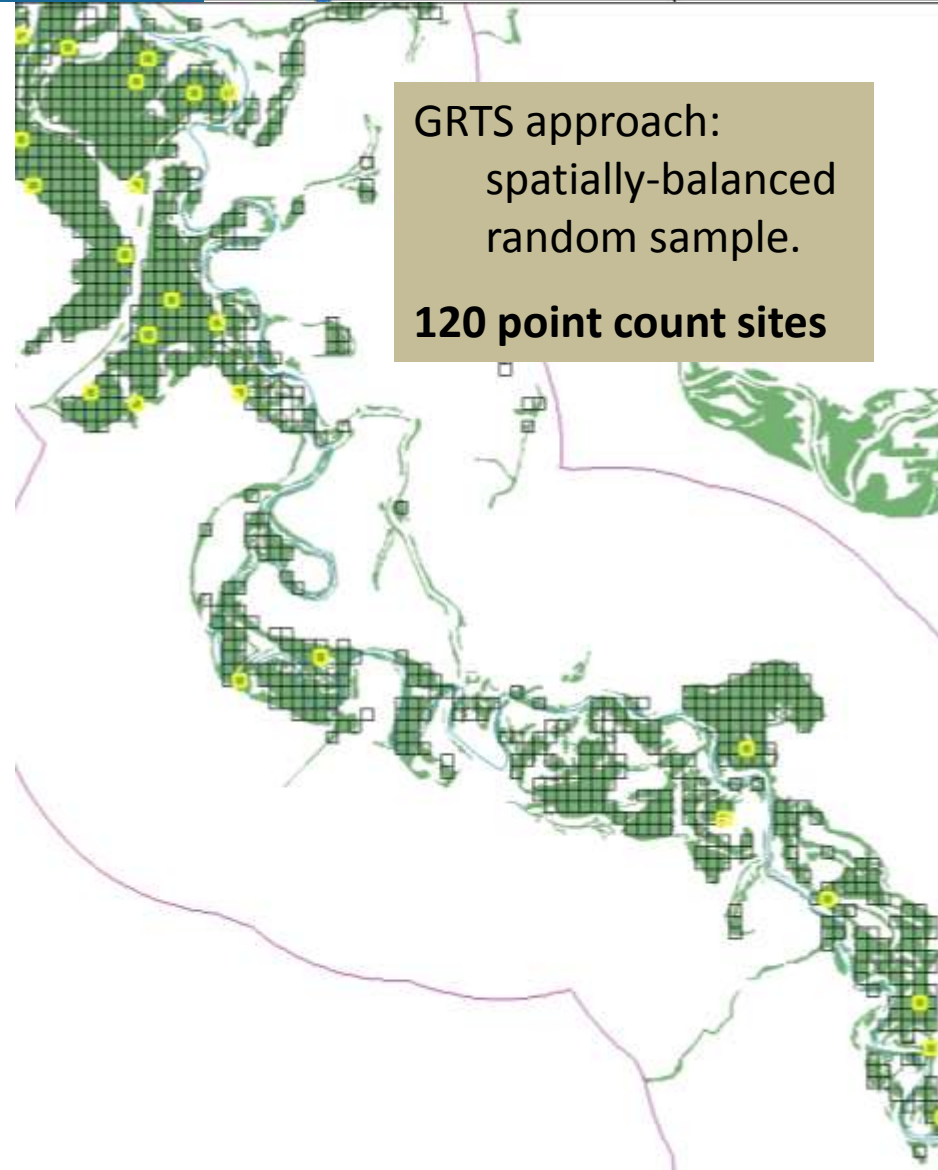 GRTS approach:
spatially-balanced
random sample.
120 point count sites